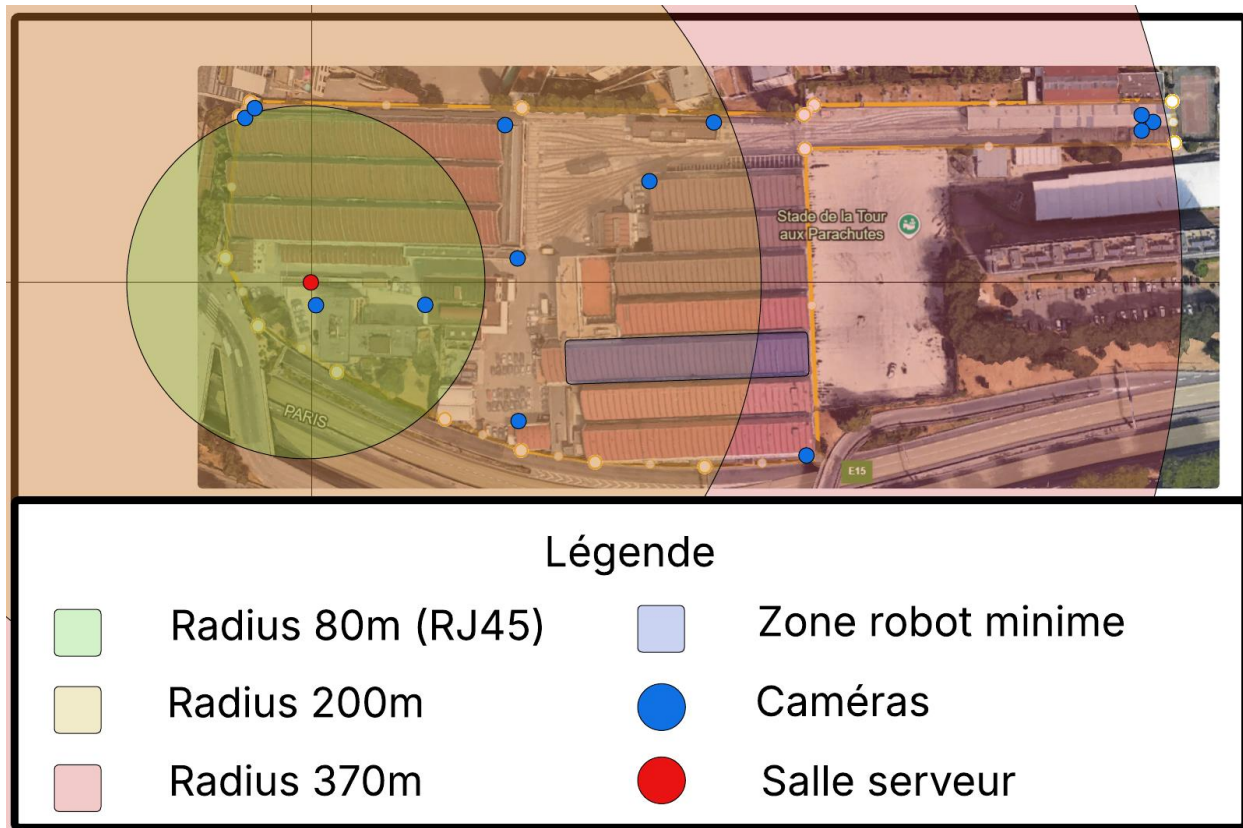 Stade de la Tour
aux Parachutes
PARIS
E15
Légende
Radius 80m (RJ45)
Zone robot minime
Radius 200m
Caméras
Radius 370m
Salle serveur